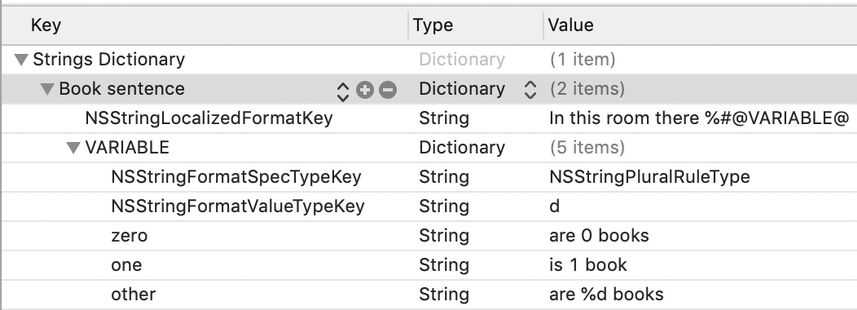 Key Type Value
Strings Dictionary Dictionary (1 item)
Book sentence Dictionary (2 items)
NSStringLocalizedFormatKey String In this room there %#@VARIABLE@
VARIABLE Dictionary (5 items)
NSStringFormatSpecTypeKey String NSStringPluralRuleType
NSStringFormatValueTypeKey String d
zero String are 0 books
one String is 1 book
other String are %d books